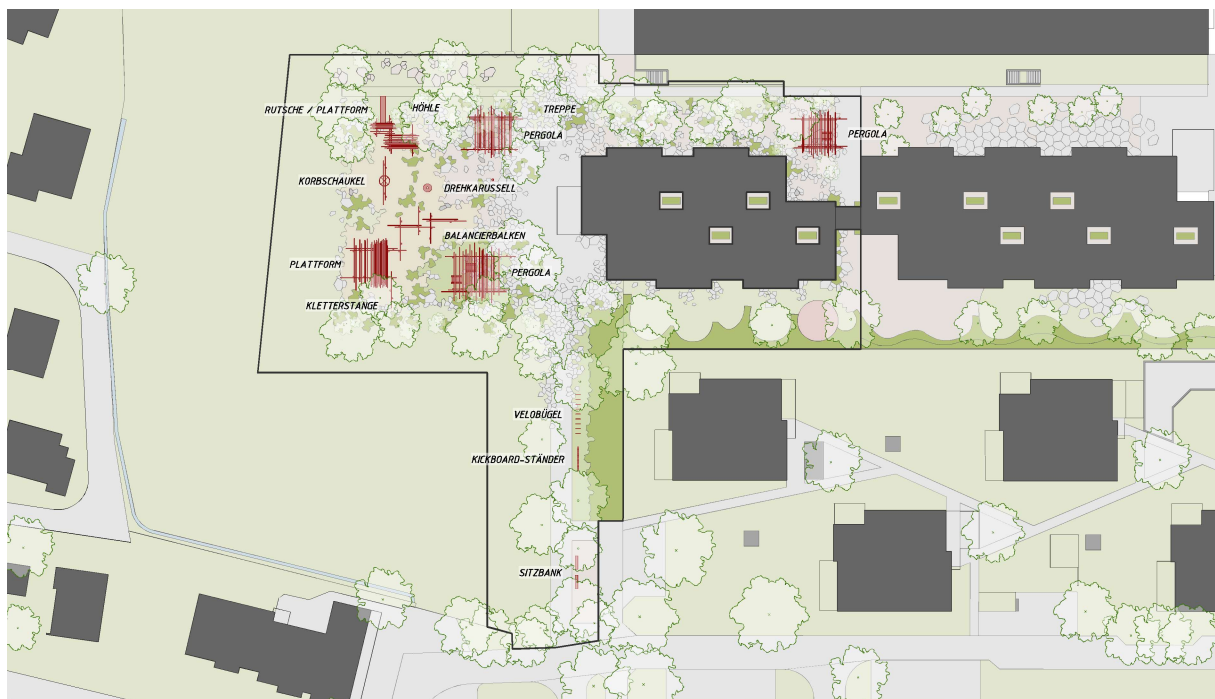 RUTSCHE / PLATTFORM
HÖHLE
TREPPE
PERGOLA
PERGOLA
KORBSCHAUKEL
DREHKARUSSELL
BALANCIERBALKEN
PLATTFORM
PERGOLA
KLETTERSTANGE
VELOBÜGEL
KICKBOARD-STÄNDER
SITZBANK